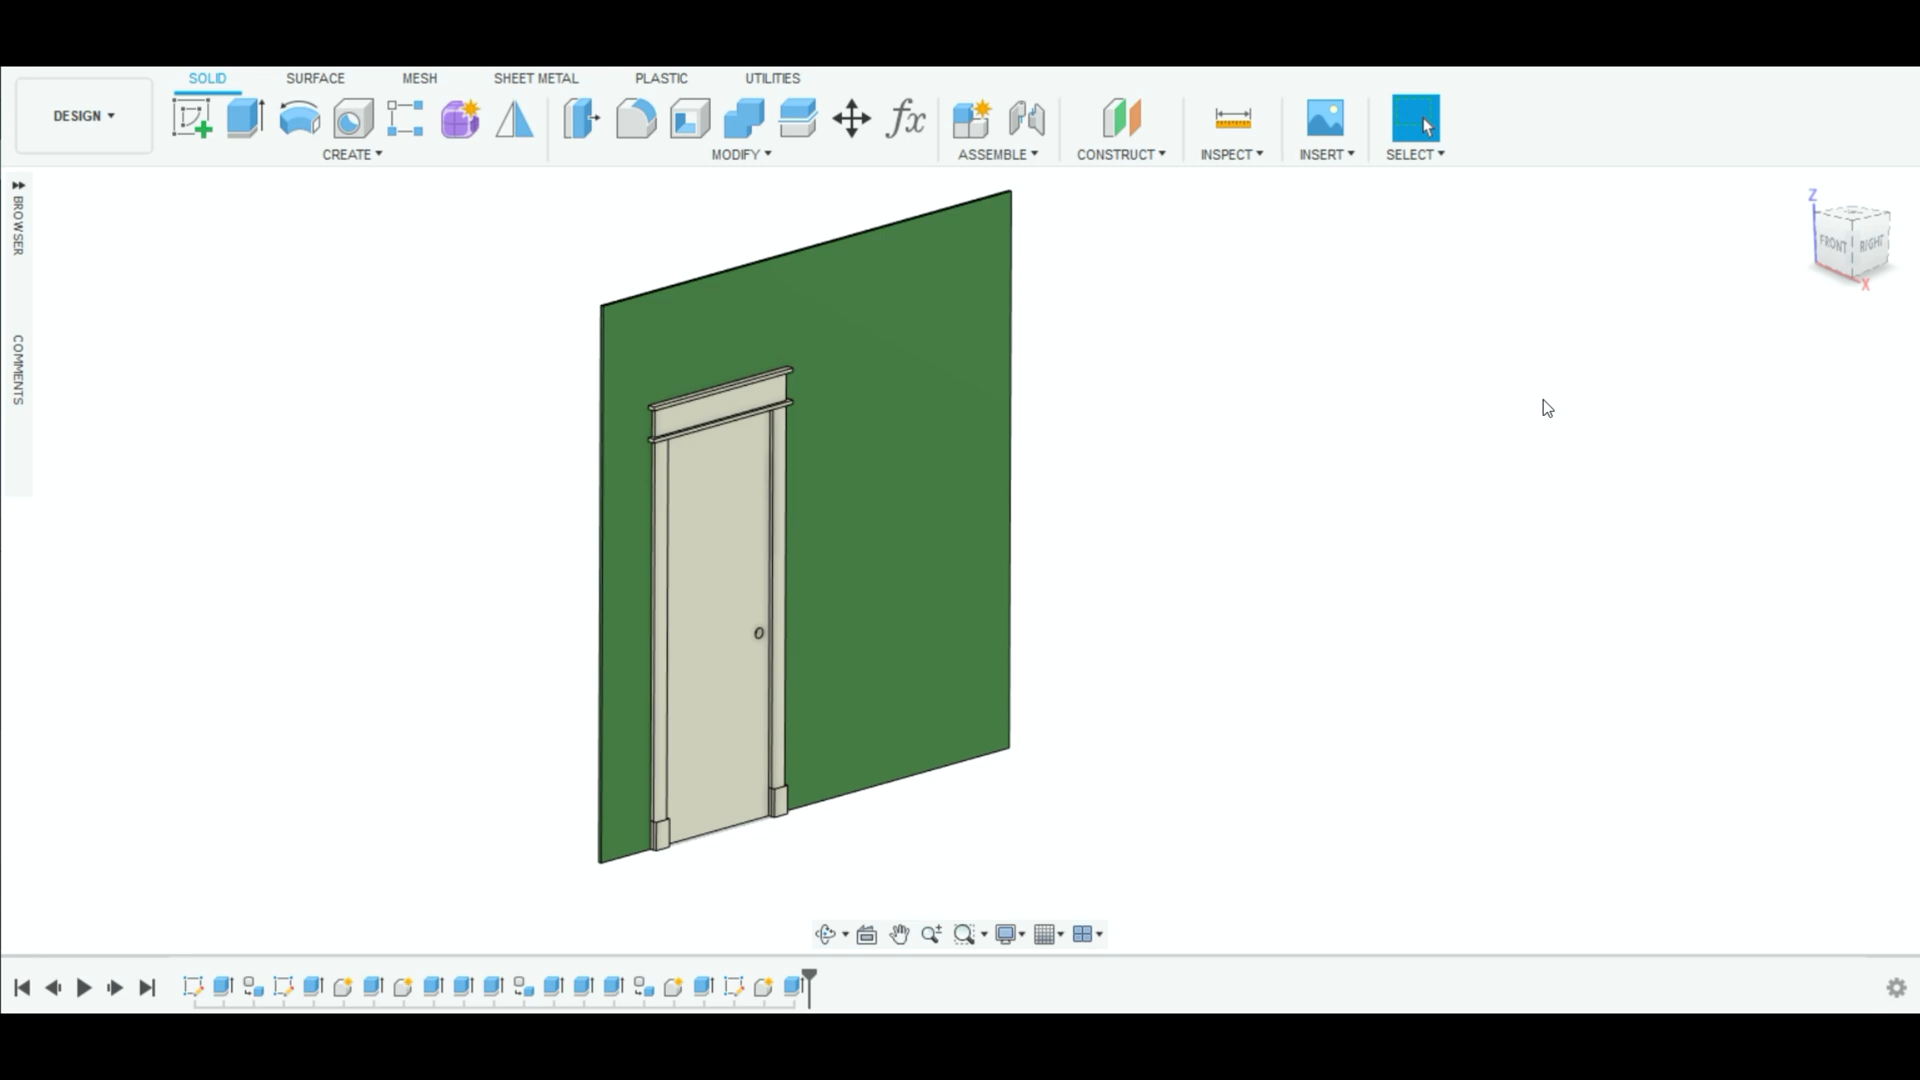 SOLID SURFACE MESH SHEET METAL PLASTIC UTILITIES
DESIGN
fx
CREATE MODIFY ASSEMBLE CONSTRUCT INSPECT INSERT SELECT
BROWSER
COMMENTS
Z
FRONT RIGHT
X